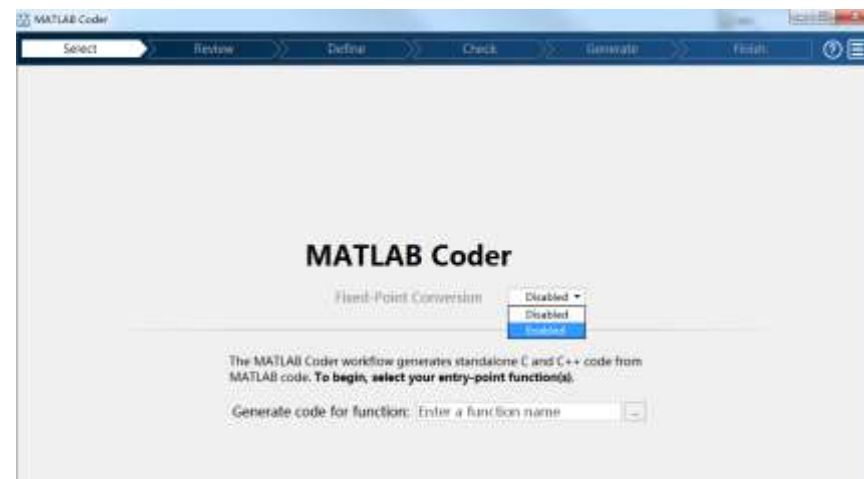 MATLAB Coder
Select Review Define Check Generate Finish
MATLAB Coder
Fixed-Point Conversion Disabled
Disabled
Enabled
The MATLAB Coder workflow generates standalone C and C++ code from
MATLAB code. To begin, select your entry-point function(s).
Generate code for function: Enter a function name ...